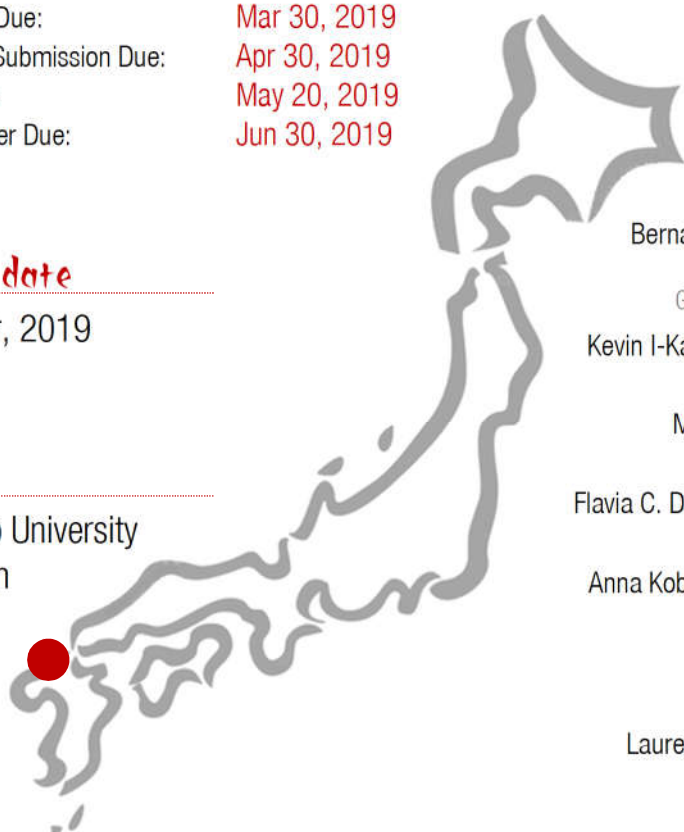 Due: Mar 30, 2019
Submission Due: Apr 30, 2019
May 20, 2019
er Due: Jun 30, 2019
date
, 2019
University
n
Berna
G
Kevin I-Ka
M
Flavia C. D
Anna Kob
Laure